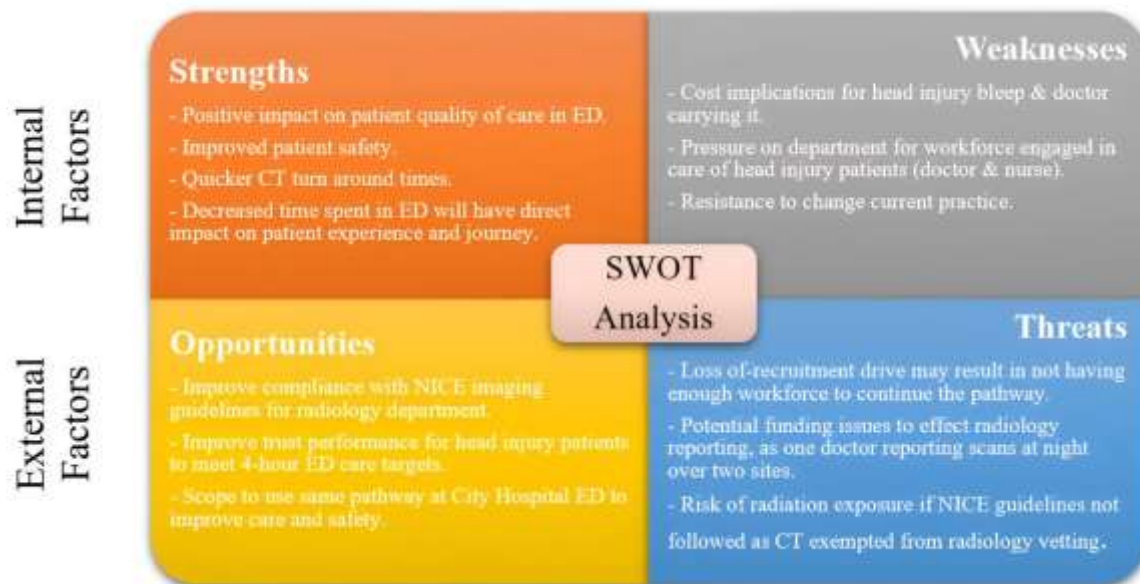 Internal
Factors
Strengths
- Positive impact on patient quality of care in ED.
- Improved patient safety.
- Quicker CT turn around times.
- Decreased time spent in ED will have direct
impact on patient experience and journey.
Weaknesses
- Cost implications for head injury bleep & doctor
carrying it.
- Pressure on department for workforce engaged in
care of head injury patients (doctor & nurse).
- Resistance to change current practice.
SWOT
Analysis
External
Factors
Opportunities
- Improve compliance with NICE imaging
guidelines for radiology department.
- Improve trust performance for head injury patients
to meet 4-hour ED care targets.
- Scope to use same pathway at City Hospital ED to
improve care and safety.
Threats
- Loss of-recruitment drive may result in not having
enough workforce to continue the pathway.
- Potential funding issues to effect radiology
reporting, as one doctor reporting scans at night
over two sites.
- Risk of radiation exposure if NICE guidelines not
followed as CT exempted from radiology vetting.